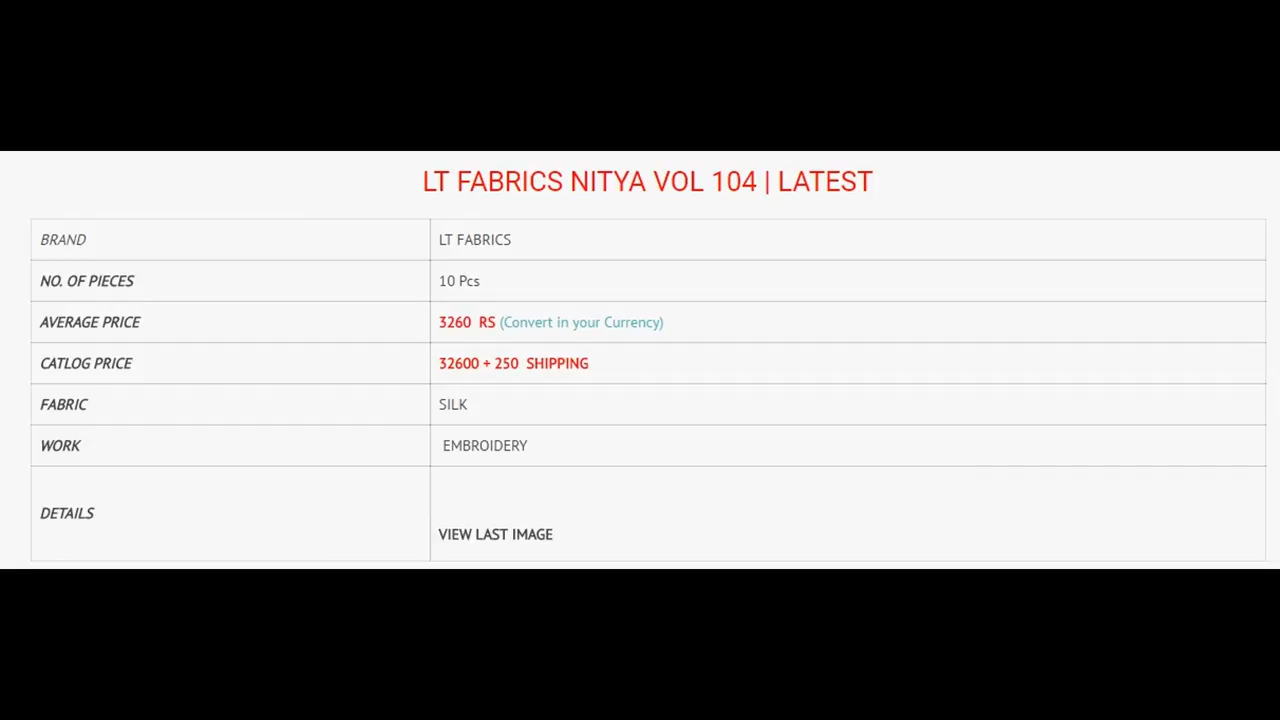 LT FABRICS NITYA VOL 104 | LATEST
BRAND LT FABRICS
NO. OF PIECES 10 Pcs
AVERAGE PRICE 3260 RS (Convert in your Currency)
CATLOG PRICE 32600 + 250 SHIPPING
FABRIC SILK
WORK EMBROIDERY
DETAILS
VIEW LAST IMAGE